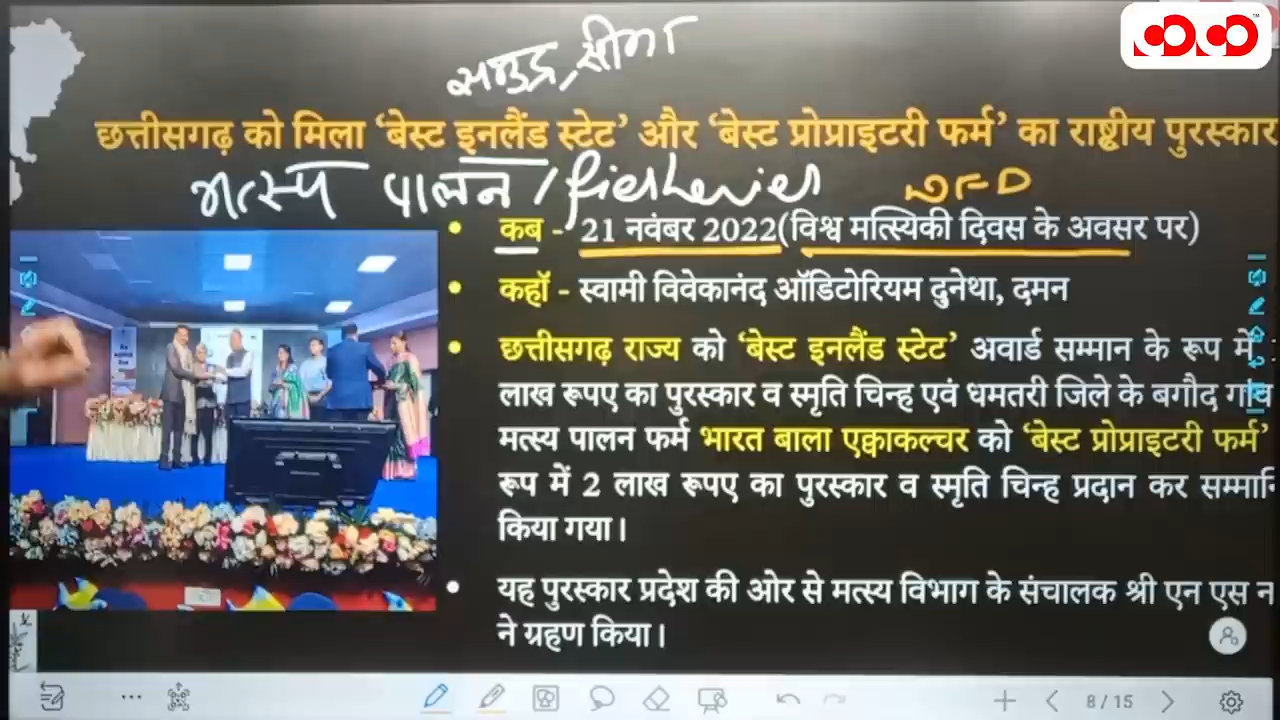 समुद्र, सीमा
छत्तीसगढ़ को मिला ‘बेस्ट इनलैंड स्टेट’ और ‘बेस्ट प्रोप्राइटरी फर्म’ का राष्ट्रीय पुरस्कार
मत्स्य पालन / fisheries
• कब - 21 नवंबर 2022(विश्व मत्स्यिकी दिवस के अवसर पर)
• कहाॅ - स्वामी विवेकानंद ऑडिटोरियम दुनेथा, दमन
• छत्तीसगढ़ राज्य को ‘बेस्ट इनलैंड स्टेट’ अवार्ड सम्मान के रूप में
लाख रूपए का पुरस्कार व स्मृति चिन्ह एवं धमतरी जिले के बगौद गांव
मत्स्य पालन फर्म भारत बाला एक्वाकल्चर को ‘बेस्ट प्रोप्राइटरी फर्म’
रूप में 2 लाख रूपए का पुरस्कार व स्मृति चिन्ह प्रदान कर सम्मानि
किया गया।
• यह पुरस्कार प्रदेश की ओर से मत्स्य विभाग के संचालक श्री एन एस न
ने ग्रहण किया।
8 / 15